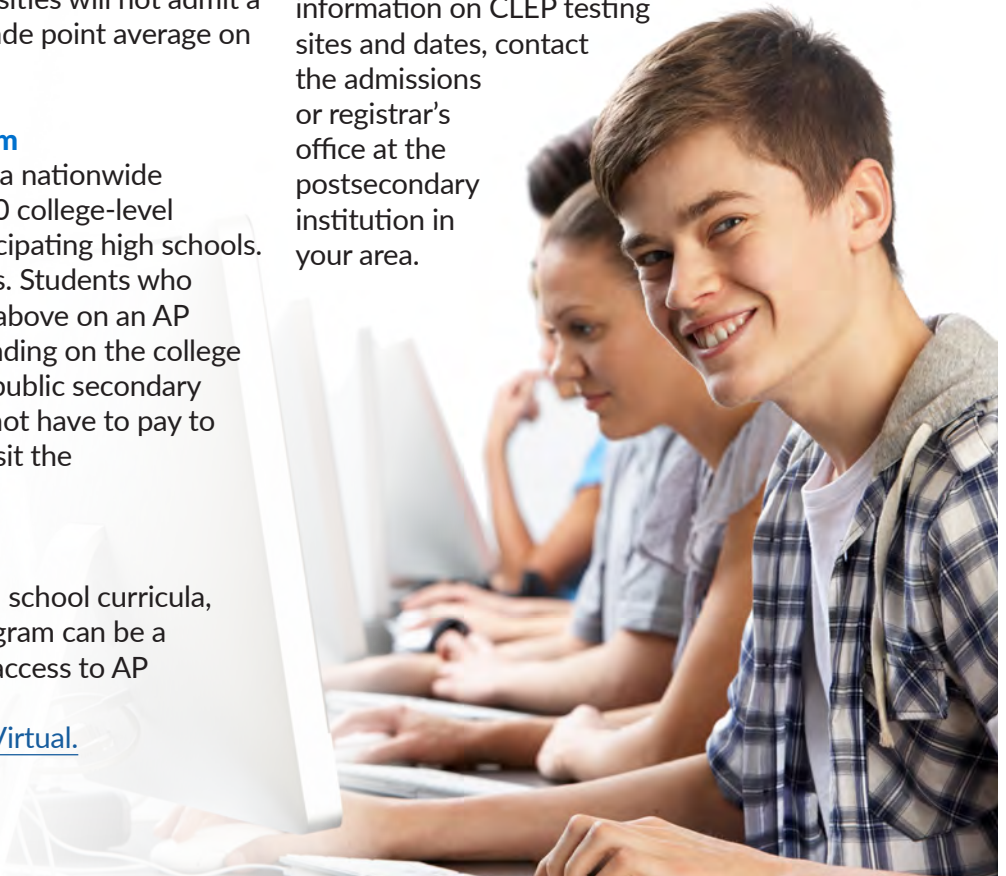 sities will not admit a
ade point average on
m
a nationwide
0 college-level
cipating high schools.
s. Students who
above on an AP
nding on the college
public secondary
not have to pay to
sit the
school curricula,
gram can be a
access to AP
Virtual.
information on CLEP testing
sites and dates, contact
the admissions
or registrar's
office at the
postsecondary
institution in
your area.